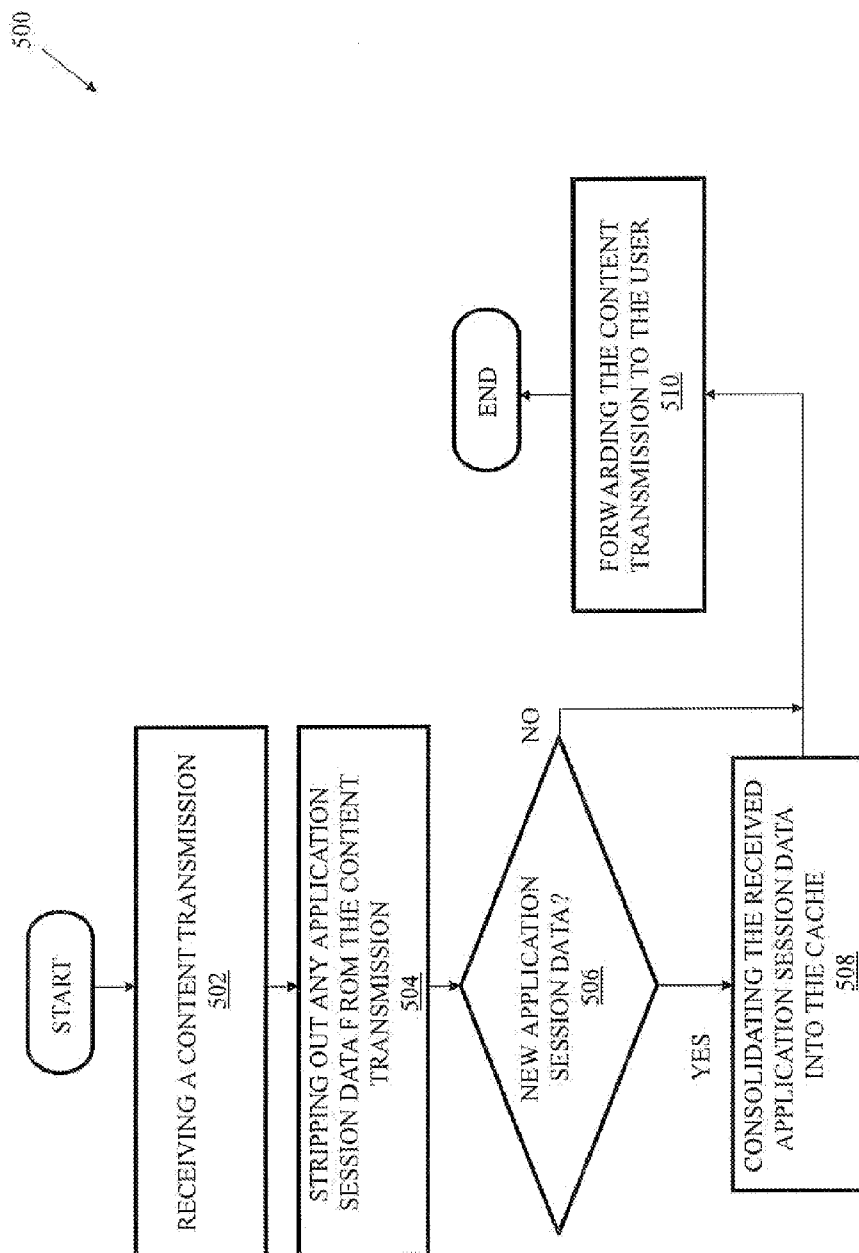 500
START
RECEIVING A CONTENT TRANSMISSION
502
STRIPPING OUT ANY APPLICATION
SESSION DATA FROM THE CONTENT
TRANSMISSION
504
NEW APPLICATION
SESSION DATA?
506
NO
YES
CONSOLIDATING THE RECEIVED
APPLICATION SESSION DATA
INTO THE CACHE
508
FORWARDING THE CONTENT
TRANSMISSION TO THE USER
510
END